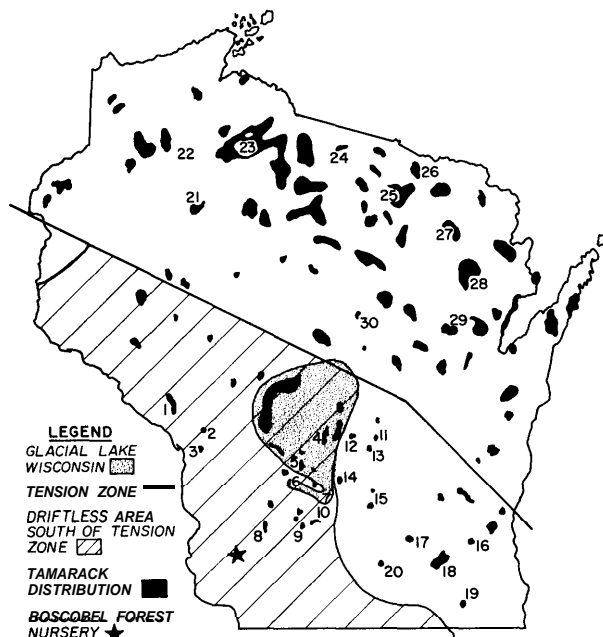 23
24
22
26
25
21
27
28
30
29
1
2
3
4
12
11
13
5
6
14
15
10
8
9
17
16
20
18
19
LEGEND
GLACIAL LAKE
WISCONSIN
TENSION ZONE
DRIFTLESS AREA
SOUTH OF TENSION
ZONE
TAMARACK
DISTRIBUTION
BOSCOBEL FOREST
NURSERY